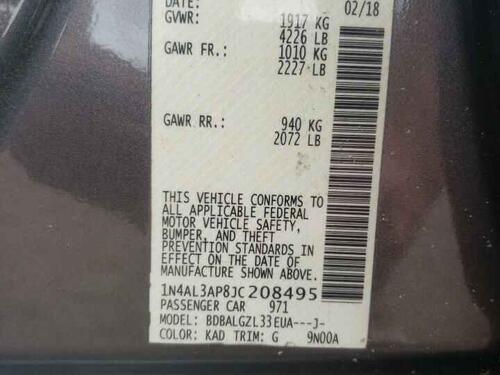 DATE: 02/18
GVWR: 1917 KG
4226 LB
GAWR FR.: 1010 KG
2227 LB
GAWR RR.: 940 KG
2072 LB
THIS VEHICLE CONFORMS TO
ALL APPLICABLE FEDERAL
MOTOR VEHICLE SAFETY,
BUMPER, AND THEFT
PREVENTION STANDARDS IN
EFFECT ON THE DATE OF
MANUFACTURE SHOWN ABOVE.
1N4AL3AP8JC208495
PASSENGER CAR 971
MODEL: BDBALGZL33EUA---J-
COLOR: KAD TRIM: G 9N00A